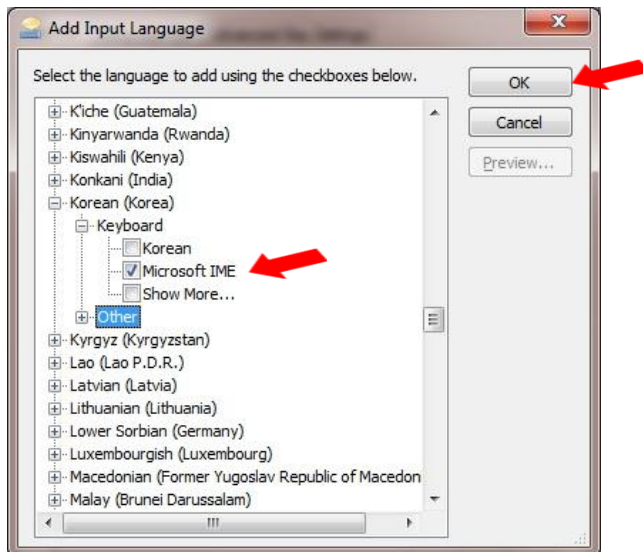 Add Input Language
Select the language to add using the checkboxes below.
K'iche (Guatemala)
Kinyarwanda (Rwanda)
Kiswahili (Kenya)
Konkani (India)
Korean (Korea)
Keyboard
Korean
Microsoft IME
Show More...
Other
Kyrgyz (Kyrgyzstan)
Lao (Lao P.D.R.)
Latvian (Latvia)
Lithuanian (Lithuania)
Lower Sorbian (Germany)
Luxembourgish (Luxembourg)
Macedonian (Former Yugoslav Republic of Macedon
Malay (Brunei Darussalam)
OK
Cancel
Preview...